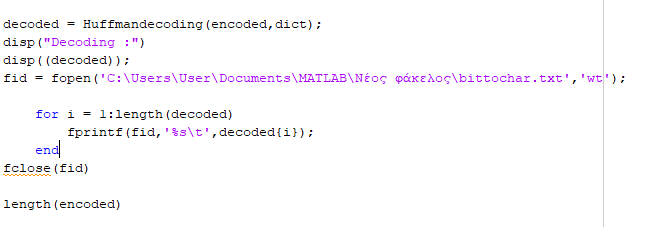 decoded = Huffmandecoding(encoded,dict);
disp("Decoding :")
disp((decoded));
fid = fopen('C:\Users\User\Documents\MATLAB\Νέος φάκελος\bittochar.txt','wt');
for i = 1:length(decoded)
fprintf(fid,'%s\t',decoded{i});
end
fclose(fid)
length(encoded)